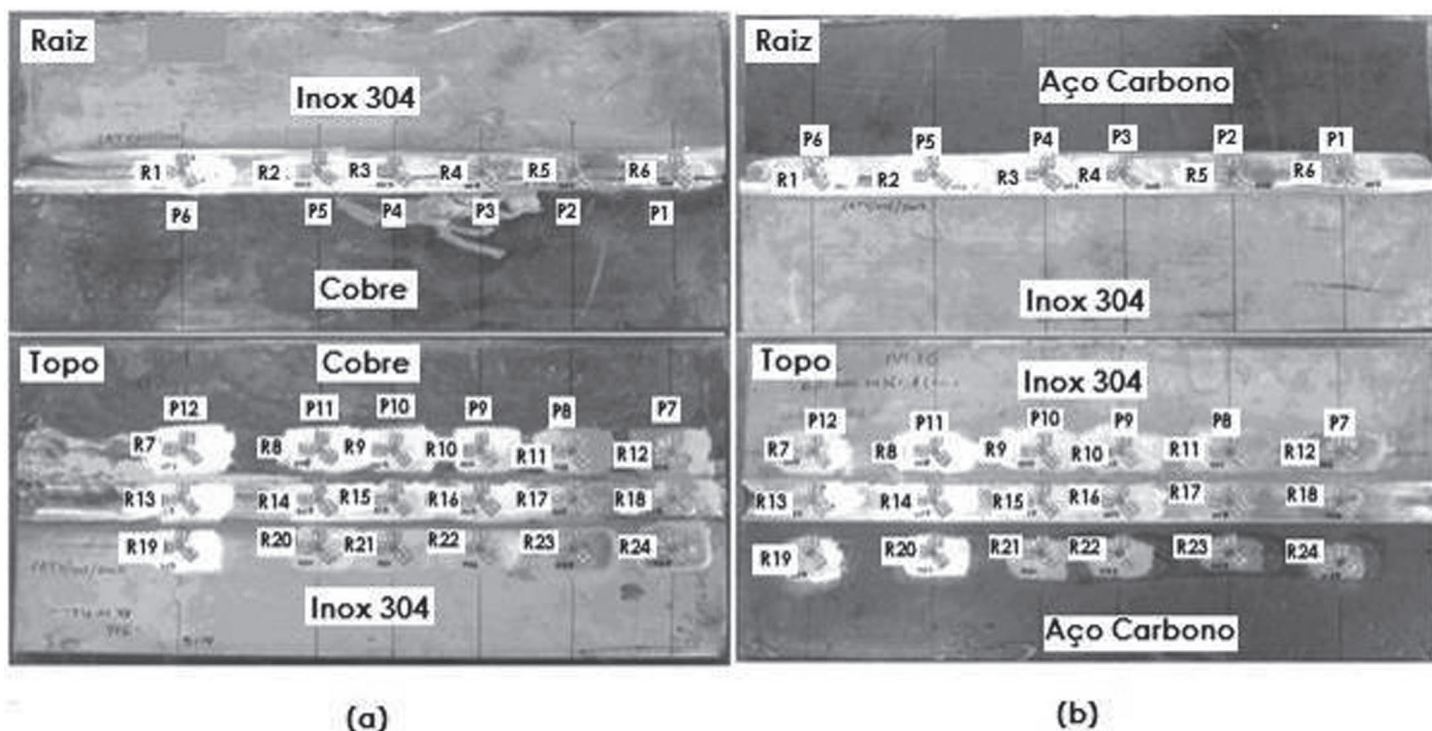 Raiz
Inox 304
R1 R2 R3 R4 R5 R6
P6 P5 P4 P3 P2 P1
Cobre
Topo
Cobre
P12 P11 P10 P9 P8 P7
R7 R8 R9 R10 R11 R12
R13 R14 R15 R16 R17 R18
R19 R20 R21 R22 R23 R24
Inox 304
(a)
Raiz
Aço Carbono
P6 P5 P4 P3 P2 P1
R1 R2 R3 R4 R5 R6
Inox 304
Topo
Inox 304
P12 P11 P10 P9 P8 P7
R7 R8 R9 R10 R11 R12
R13 R14 R15 R16 R17 R18
R19 R20 R21 R22 R23 R24
Aço Carbono
(b)